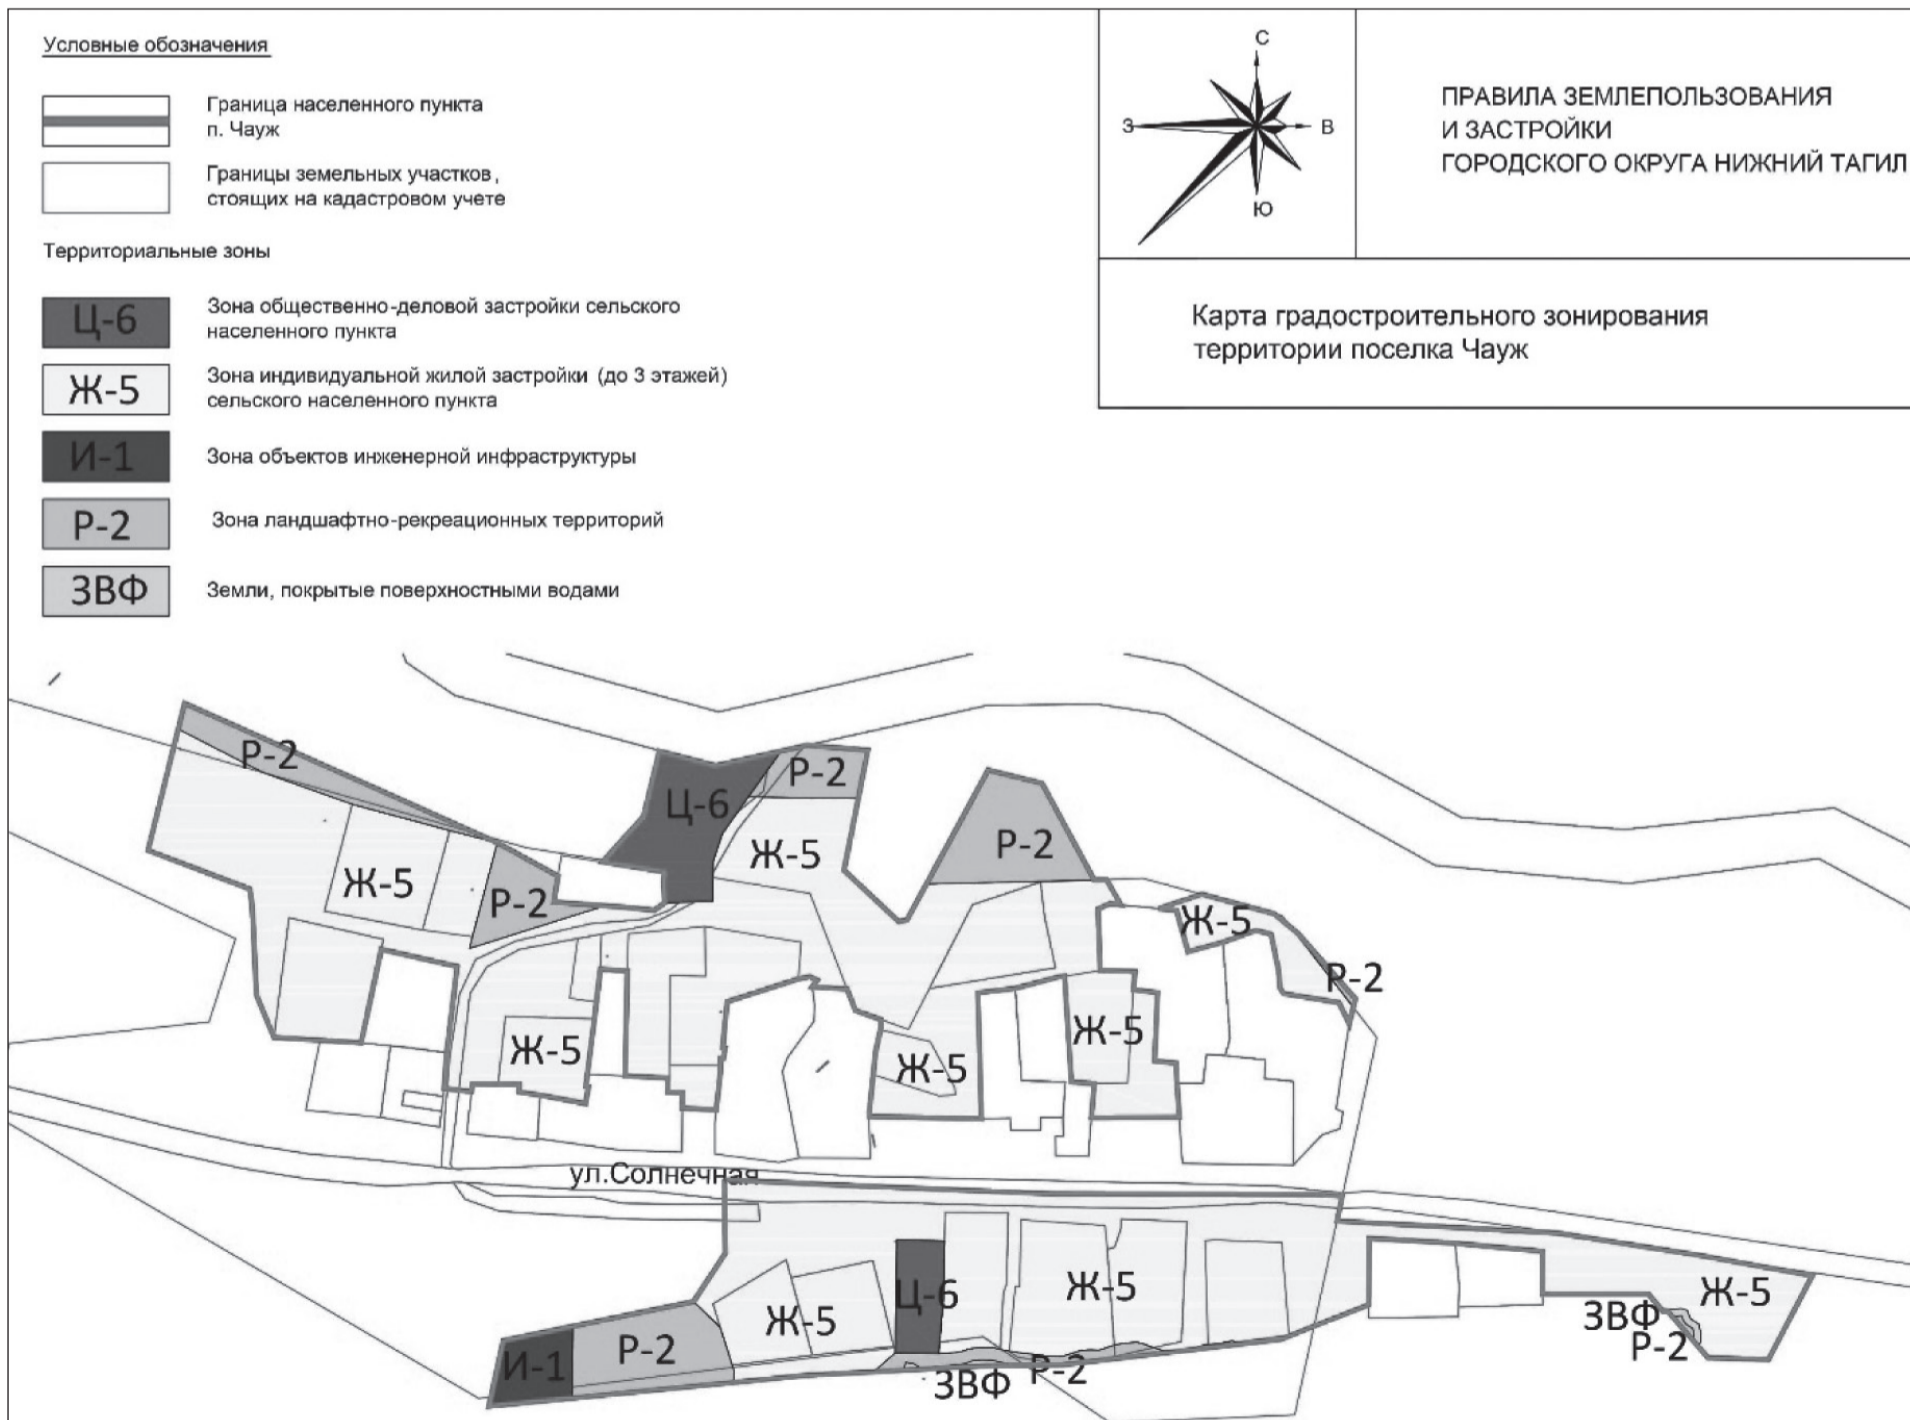 Условные обозначения
Граница населенного пункта
п. Чауж
Границы земельных участков,
стоящих на кадастровом учете
Территориальные зоны
Ц-6
Зона общественно-деловой застройки сельского
населенного пункта
Ж-5
Зона индивидуальной жилой застройки (до 3 этажей)
сельского населенного пункта
И-1
Зона объектов инженерной инфраструктуры
Р-2
Зона ландшафтно-рекреационных территорий
ЗВФ
Земли, покрытые поверхностными водами
С
З
В
Ю
ПРАВИЛА ЗЕМЛЕПОЛЬЗОВАНИЯ
И ЗАСТРОЙКИ
ГОРОДСКОГО ОКРУГА НИЖНИЙ ТАГИЛ
Карта градостроительного зонирования
территории поселка Чауж
Р-2
Р-2
Ц-6
Р-2
Ж-5
Ж-5
Р-2
Ж-5
Р-2
Ж-5
Ж-5
Ж-5
ул.Солнечная
Ж-5
Ц-6
Ж-5
ЗВФ
Ж-5
Р-2
Р-2
И-1
Р-2
ЗВФ